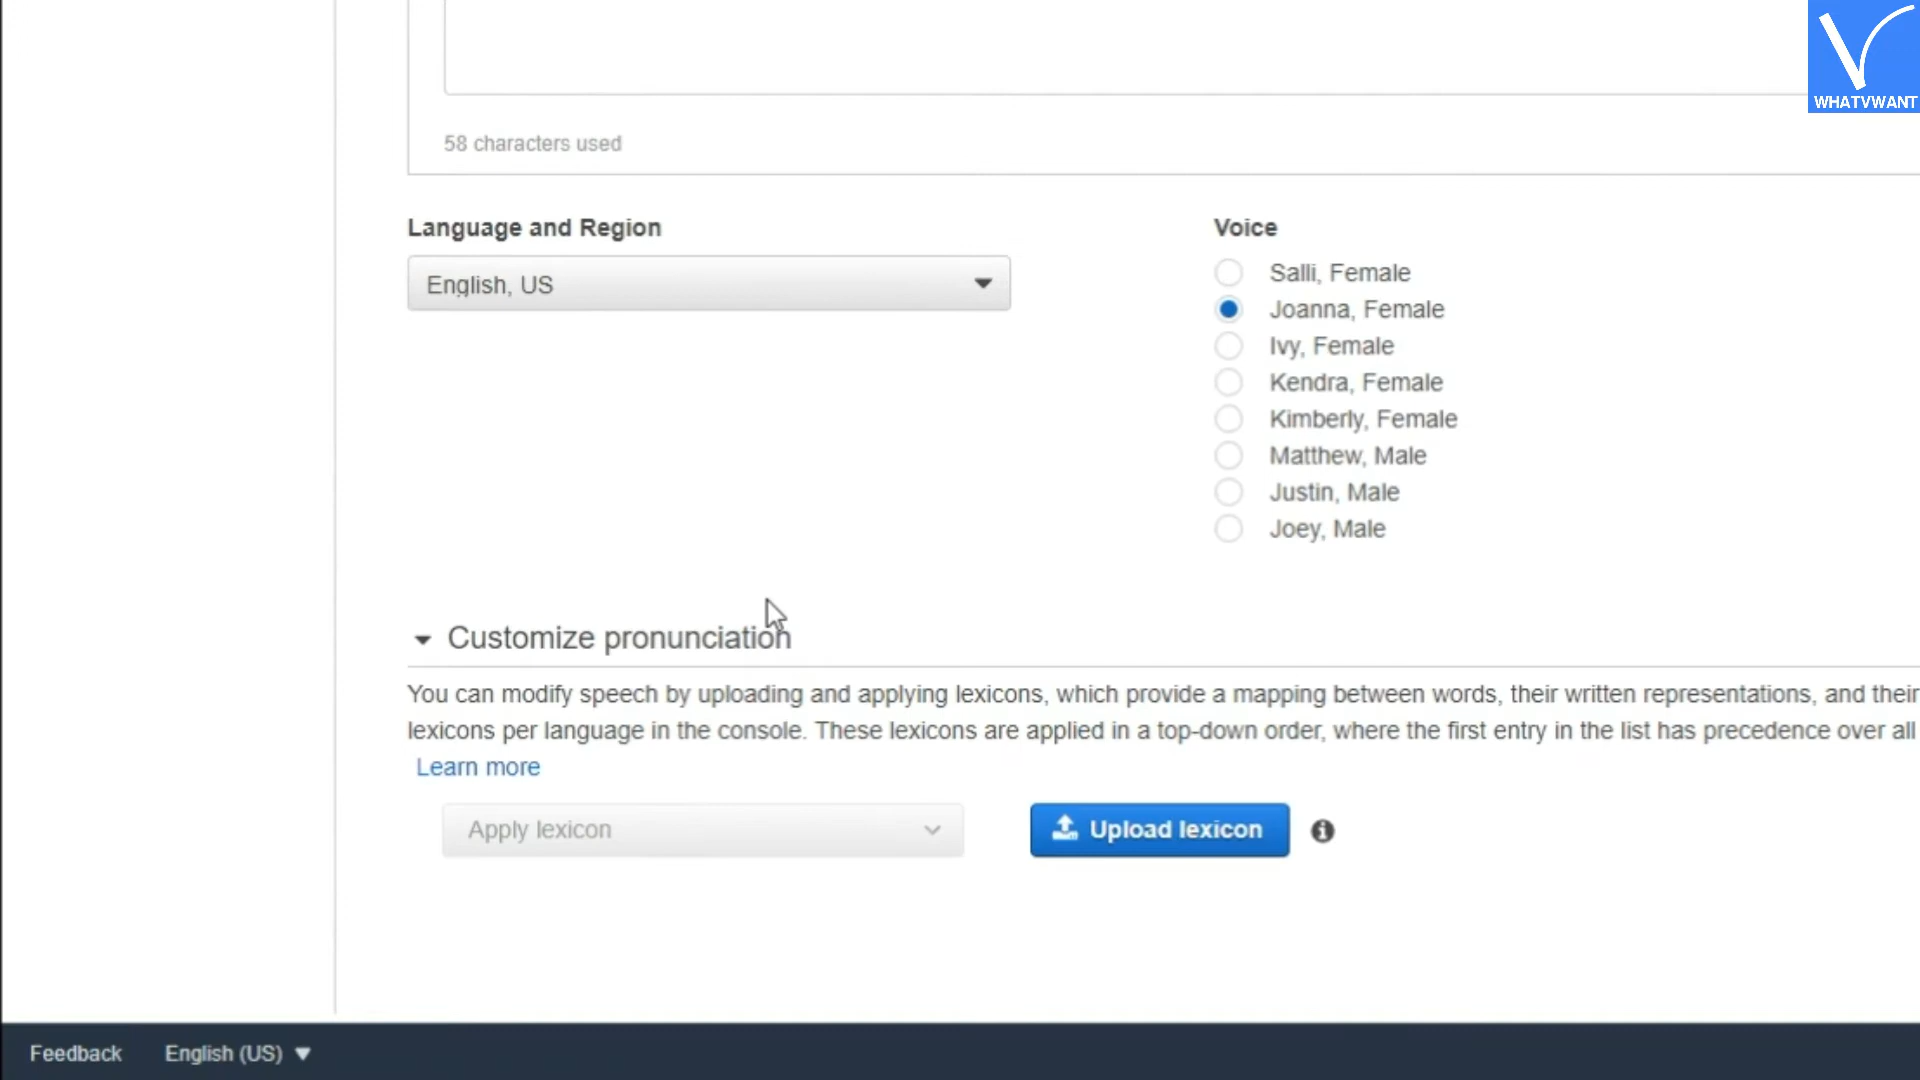 WHATVWANT
58 characters used
Language and Region
English, US
Voice
Salli, Female
Joanna, Female
Ivy, Female
Kendra, Female
Kimberly, Female
Matthew, Male
Justin, Male
Joey, Male
Customize pronunciation
You can modify speech by uploading and applying lexicons, which provide a mapping between words, their written representations, and their
lexicons per language in the console. These lexicons are applied in a top-down order, where the first entry in the list has precedence over all
Learn more
Apply lexicon
Upload lexicon
Feedback
English (US)